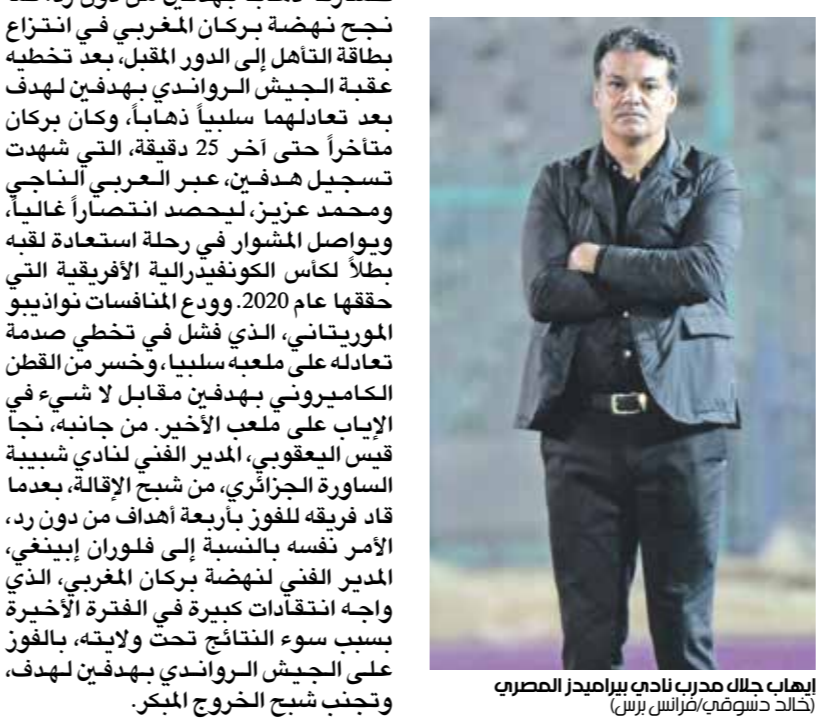 نجح نهضة بركان المغربي في انتزاع
بطاقة التأهل إلى الدور المقبل، بعد تخطيه
عقبة الجيش الرواندي بهدفين لهدف
بعد تعادلهما سلبياً ذهاباً، وكان بركان
متأخراً حتى آخر 25 دقيقة، التي شهدت
تسجيل هدفين، عبر العربي الناجي
ومحمد عزيز، ليحصد انتصاراً غالياً،
ويواصل المشوار في رحلة استعادة لقبه
بطلاً لكأس الكونفيدرالية الأفريقية التي
حققها عام 2020. وودع المنافسات نواذيبو
الموريتاني، الذي فشل في تخطي صدمة
تعادله على ملعبه سلبيا، وخسر من القطن
الكاميروني بهدفين مقابل لا شيء في
الإياب على ملعب الأخير. من جانبه، نجا
قيس اليعقوبي، المدير الفني لنادي شبيبة
الساورة الجزائري، من شبح الإقالة، بعدما
قاد فريقه للفوز بأربعة أهداف من دون رد،
الأمر نفسه بالنسبة إلى فلوران إبينغي،
المدير الفني لنهضة بركان المغربي، الذي
واجه انتقادات كبيرة في الفترة الأخيرة
بسبب سوء النتائج تحت ولايته، بالفوز
على الجيش الرواندي بهدفين لهدف،
وتجنب شبح الخروج المبكر.
إيهاب جلال مدرب نادي بيراميدز المصري
(خالد دسوقي/فرانس برس)